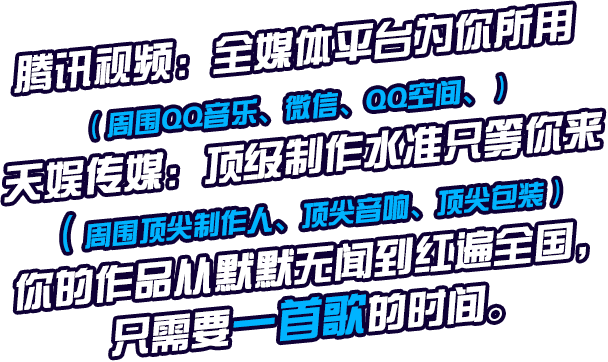 腾讯视频：全媒体平台为你所用
（周围QQ音乐、微信、QQ空间、）
天娱传媒：顶级制作水准只等你来
（周围顶尖制作人、顶尖音响、顶尖包装）
你的作品从默默无闻到红遍全国，
只需要一首歌的时间。